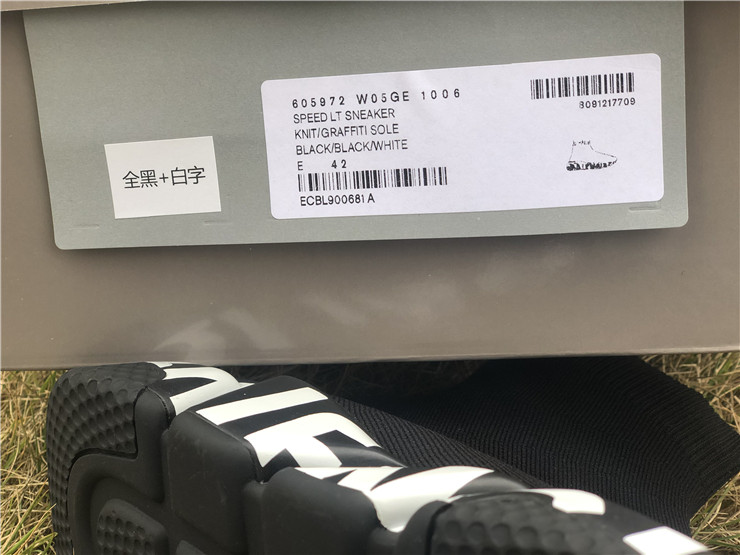 605972 W05GE 1006
SPEED LT SNEAKER
KNIT/GRAFFITI SOLE
BLACK/BLACK/WHITE
E 42
ECBL900681A
8091217709
全黑+白字